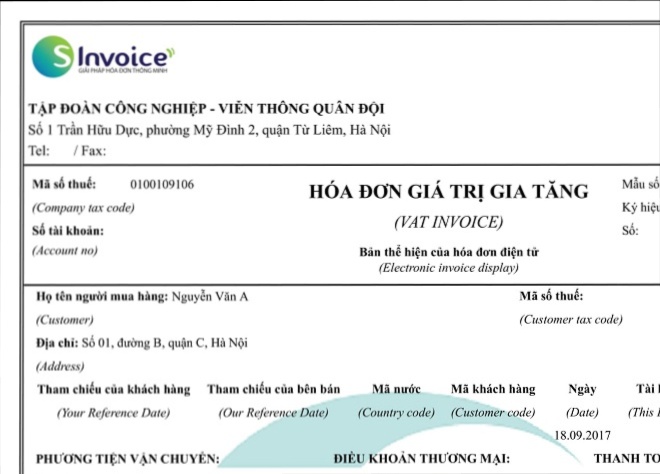 S Invoice
GIẢI PHÁP HÓA ĐƠN THÔNG MINH
TẬP ĐOÀN CÔNG NGHIỆP - VIỄN THÔNG QUÂN ĐỘI
Số 1 Trần Hữu Dực, phường Mỹ Đình 2, quận Từ Liêm, Hà Nội
Tel: / Fax:
Mã số thuế: 0100109106
(Company tax code)
Số tài khoản:
(Account no)
HÓA ĐƠN GIÁ TRỊ GIA TĂNG
(VAT INVOICE)
Bản thể hiện của hóa đơn điện tử
(Electronic invoice display)
Mẫu số
Ký hiệu
Số:
Họ tên người mua hàng: Nguyễn Văn A Mã số thuế:
(Customer) (Customer tax code)
Địa chỉ: Số 01, đường B, quận C, Hà Nội
(Address)
Tham chiếu của khách hàng Tham chiếu của bên bán Mã nước Mã khách hàng Ngày Tài l
(Your Reference Date) (Our Reference Date) (Country code) (Customer code) (Date) (This
18.09.2017
PHƯƠNG TIỆN VẬN CHUYỂN: ĐIỀU KHOẢN THƯƠNG MẠI: THANH TO